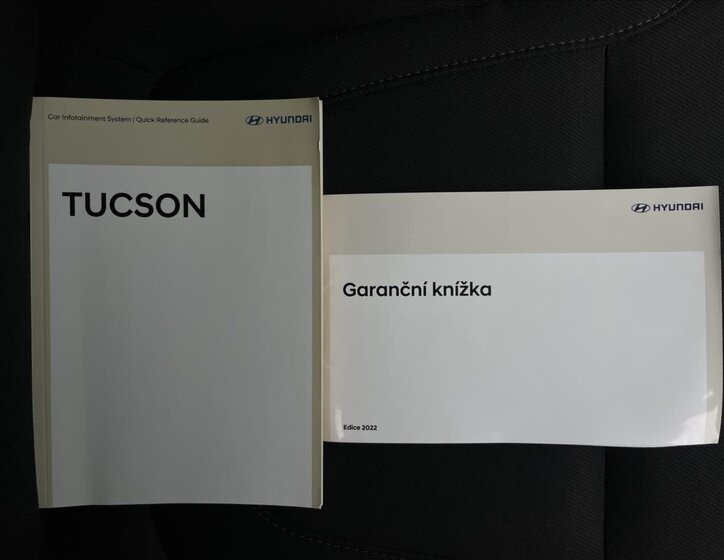 Car Infotainment System | Quick Reference Guide
HYUNDAI
TUCSON
HYUNDAI
Garanční knížka
Edice 2022